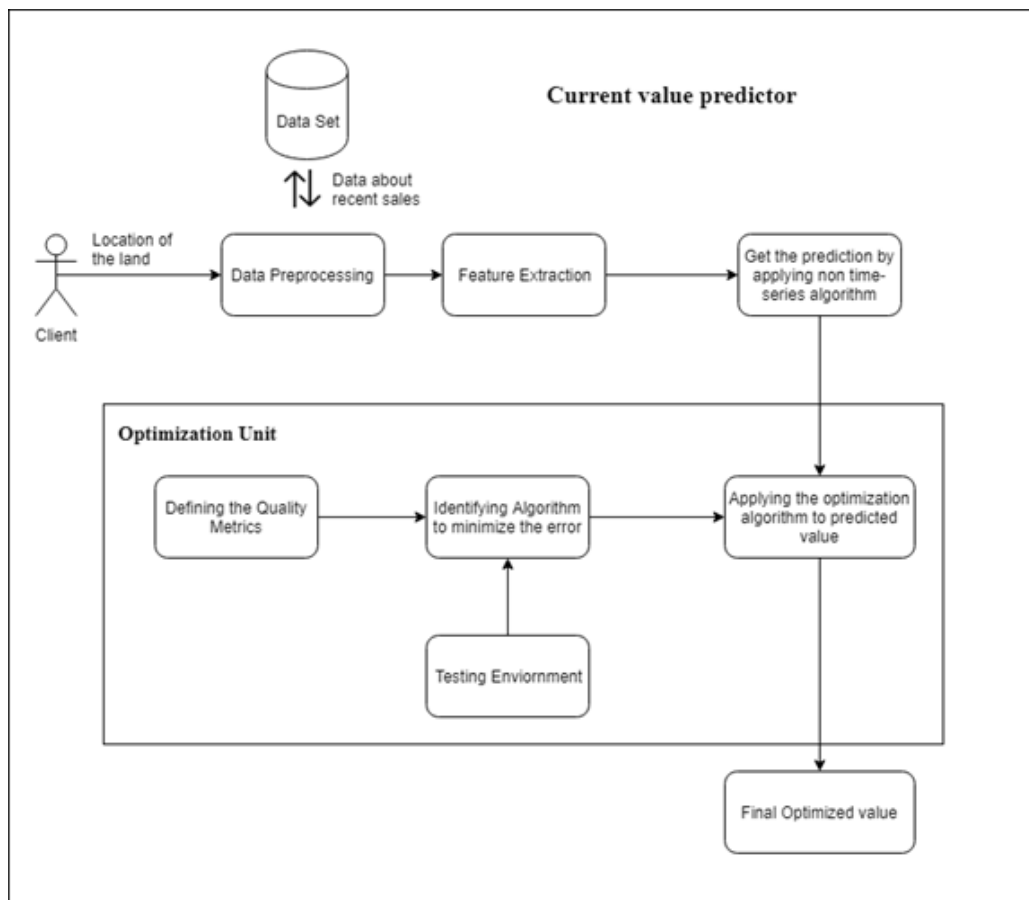 Current value predictor
Data Set
Data about
recent sales
Location of
the land
Client
Data Preprocessing
Feature Extraction
Get the prediction by
applying non time-
series algorithm
Optimization Unit
Defining the Quality
Metrics
Identifying Algorithm
to minimize the error
Applying the optimization
algorithm to predicted
value
Testing Enviornment
Final Optimized value